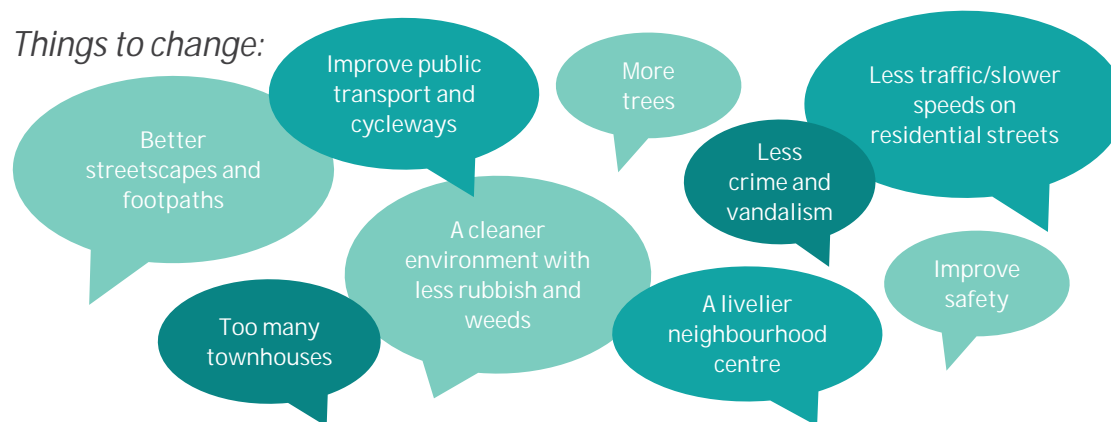 Things to change:
Better
streetscapes and
footpaths
Improve public
transport and
cycleways
More
trees
Less traffic/slower
speeds on
residential streets
Less
crime and
vandalism
A cleaner
environment with
less rubbish and
weeds
Improve
safety
Too many
townhouses
A livelier
neighbourhood
centre